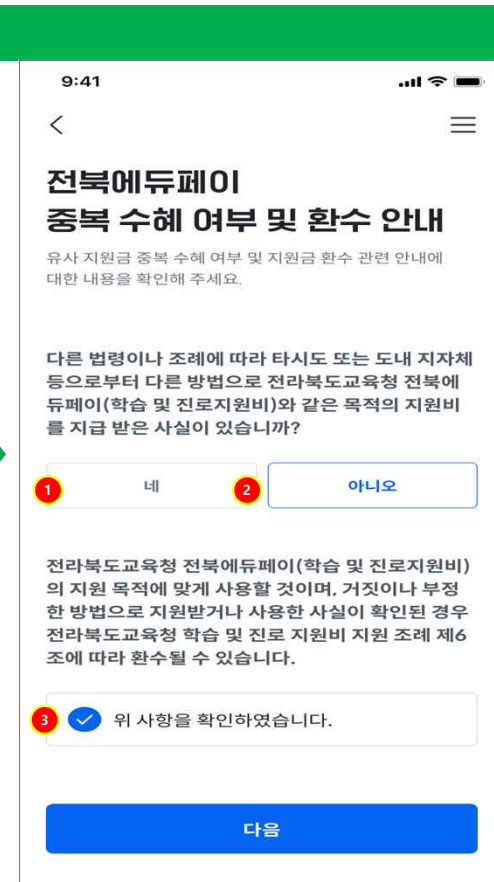 9:41
전북에듀페이
중복 수혜 여부 및 환수 안내
유사 지원금 중복 수혜 여부 및 지원금 환수 관련 안내에
대한 내용을 확인해 주세요.
다른 법령이나 조례에 따라 타시도 또는 도내 지자체
등으로부터 다른 방법으로 전라북도교육청 전북에
듀페이(학습 및 진로지원비)와 같은 목적의 지원비
를 지급 받은 사실이 있습니까?
1 네 2 아니오
전라북도교육청 전북에듀페이(학습 및 진로지원비)
의 지원 목적에 맞게 사용할 것이며, 거짓이나 부정
한 방법으로 지원받거나 사용한 사실이 확인된 경우
전라북도교육청 학습 및 진로 지원비 지원 조례 제6
조에 따라 환수될 수 있습니다.
3 위 사항을 확인하였습니다.
다음